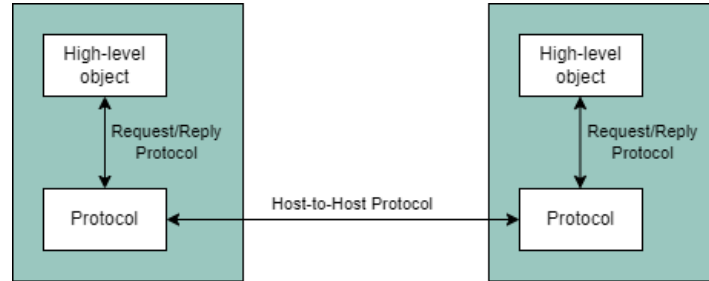 High-level
object
Request/Reply
Protocol
Protocol
Host-to-Host Protocol
High-level
object
Request/Reply
Protocol
Protocol